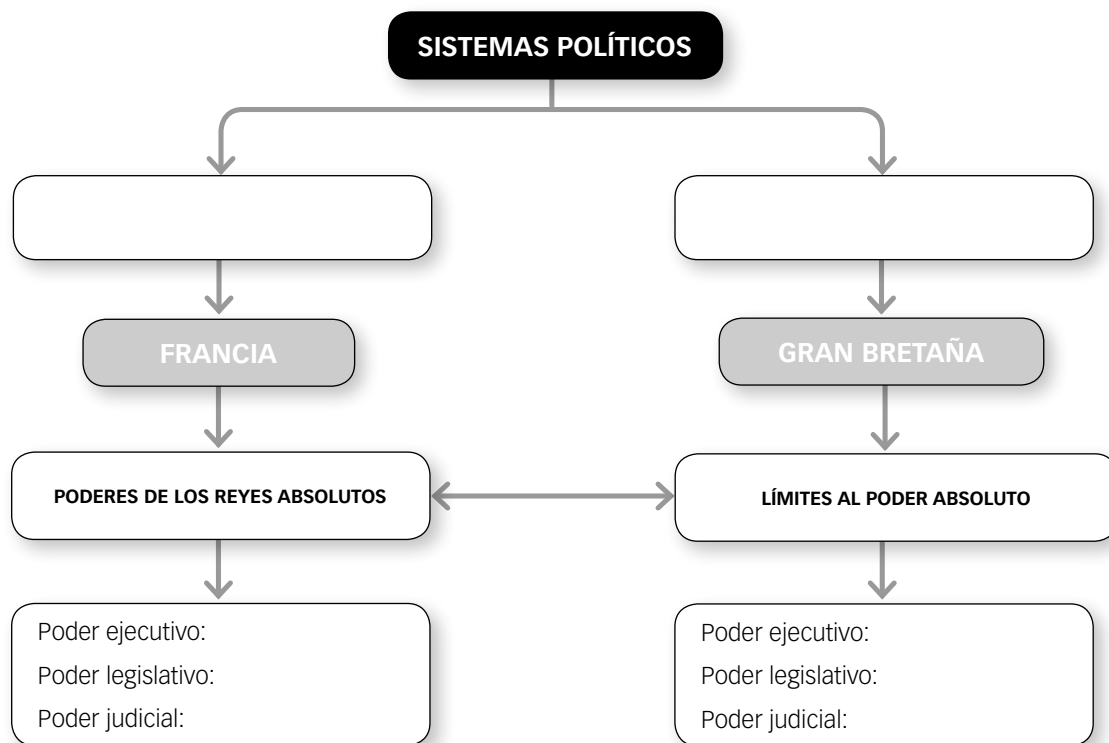 SISTEMAS POLÍTICOS
FRANCIA
GRAN BRETAÑA
PODERES DE LOS REYES ABSOLUTOS
LÍMITES AL PODER ABSOLUTO
Poder ejecutivo:
Poder legislativo:
Poder judicial:
Poder ejecutivo:
Poder legislativo:
Poder judicial: